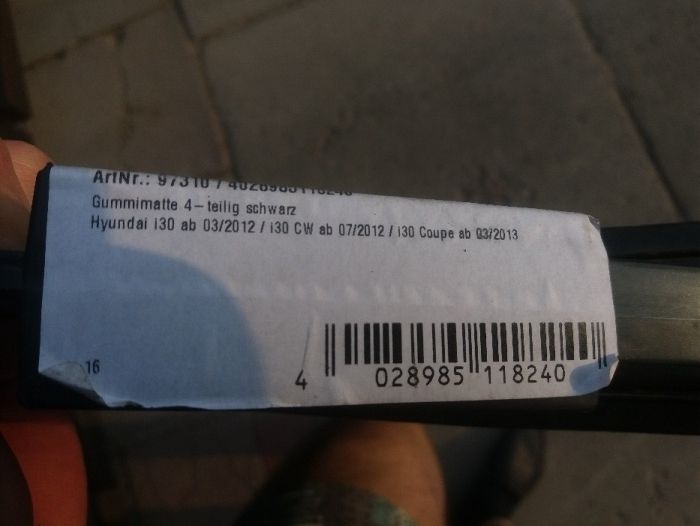 ArtNr.: 97310 / 4028985118240
Gummimatte 4-teilig schwarz
Hyundai i30 ab 03/2012 / i30 CW ab 07/2012 / i30 Coupe ab 03/2013
16
4 028985 118240